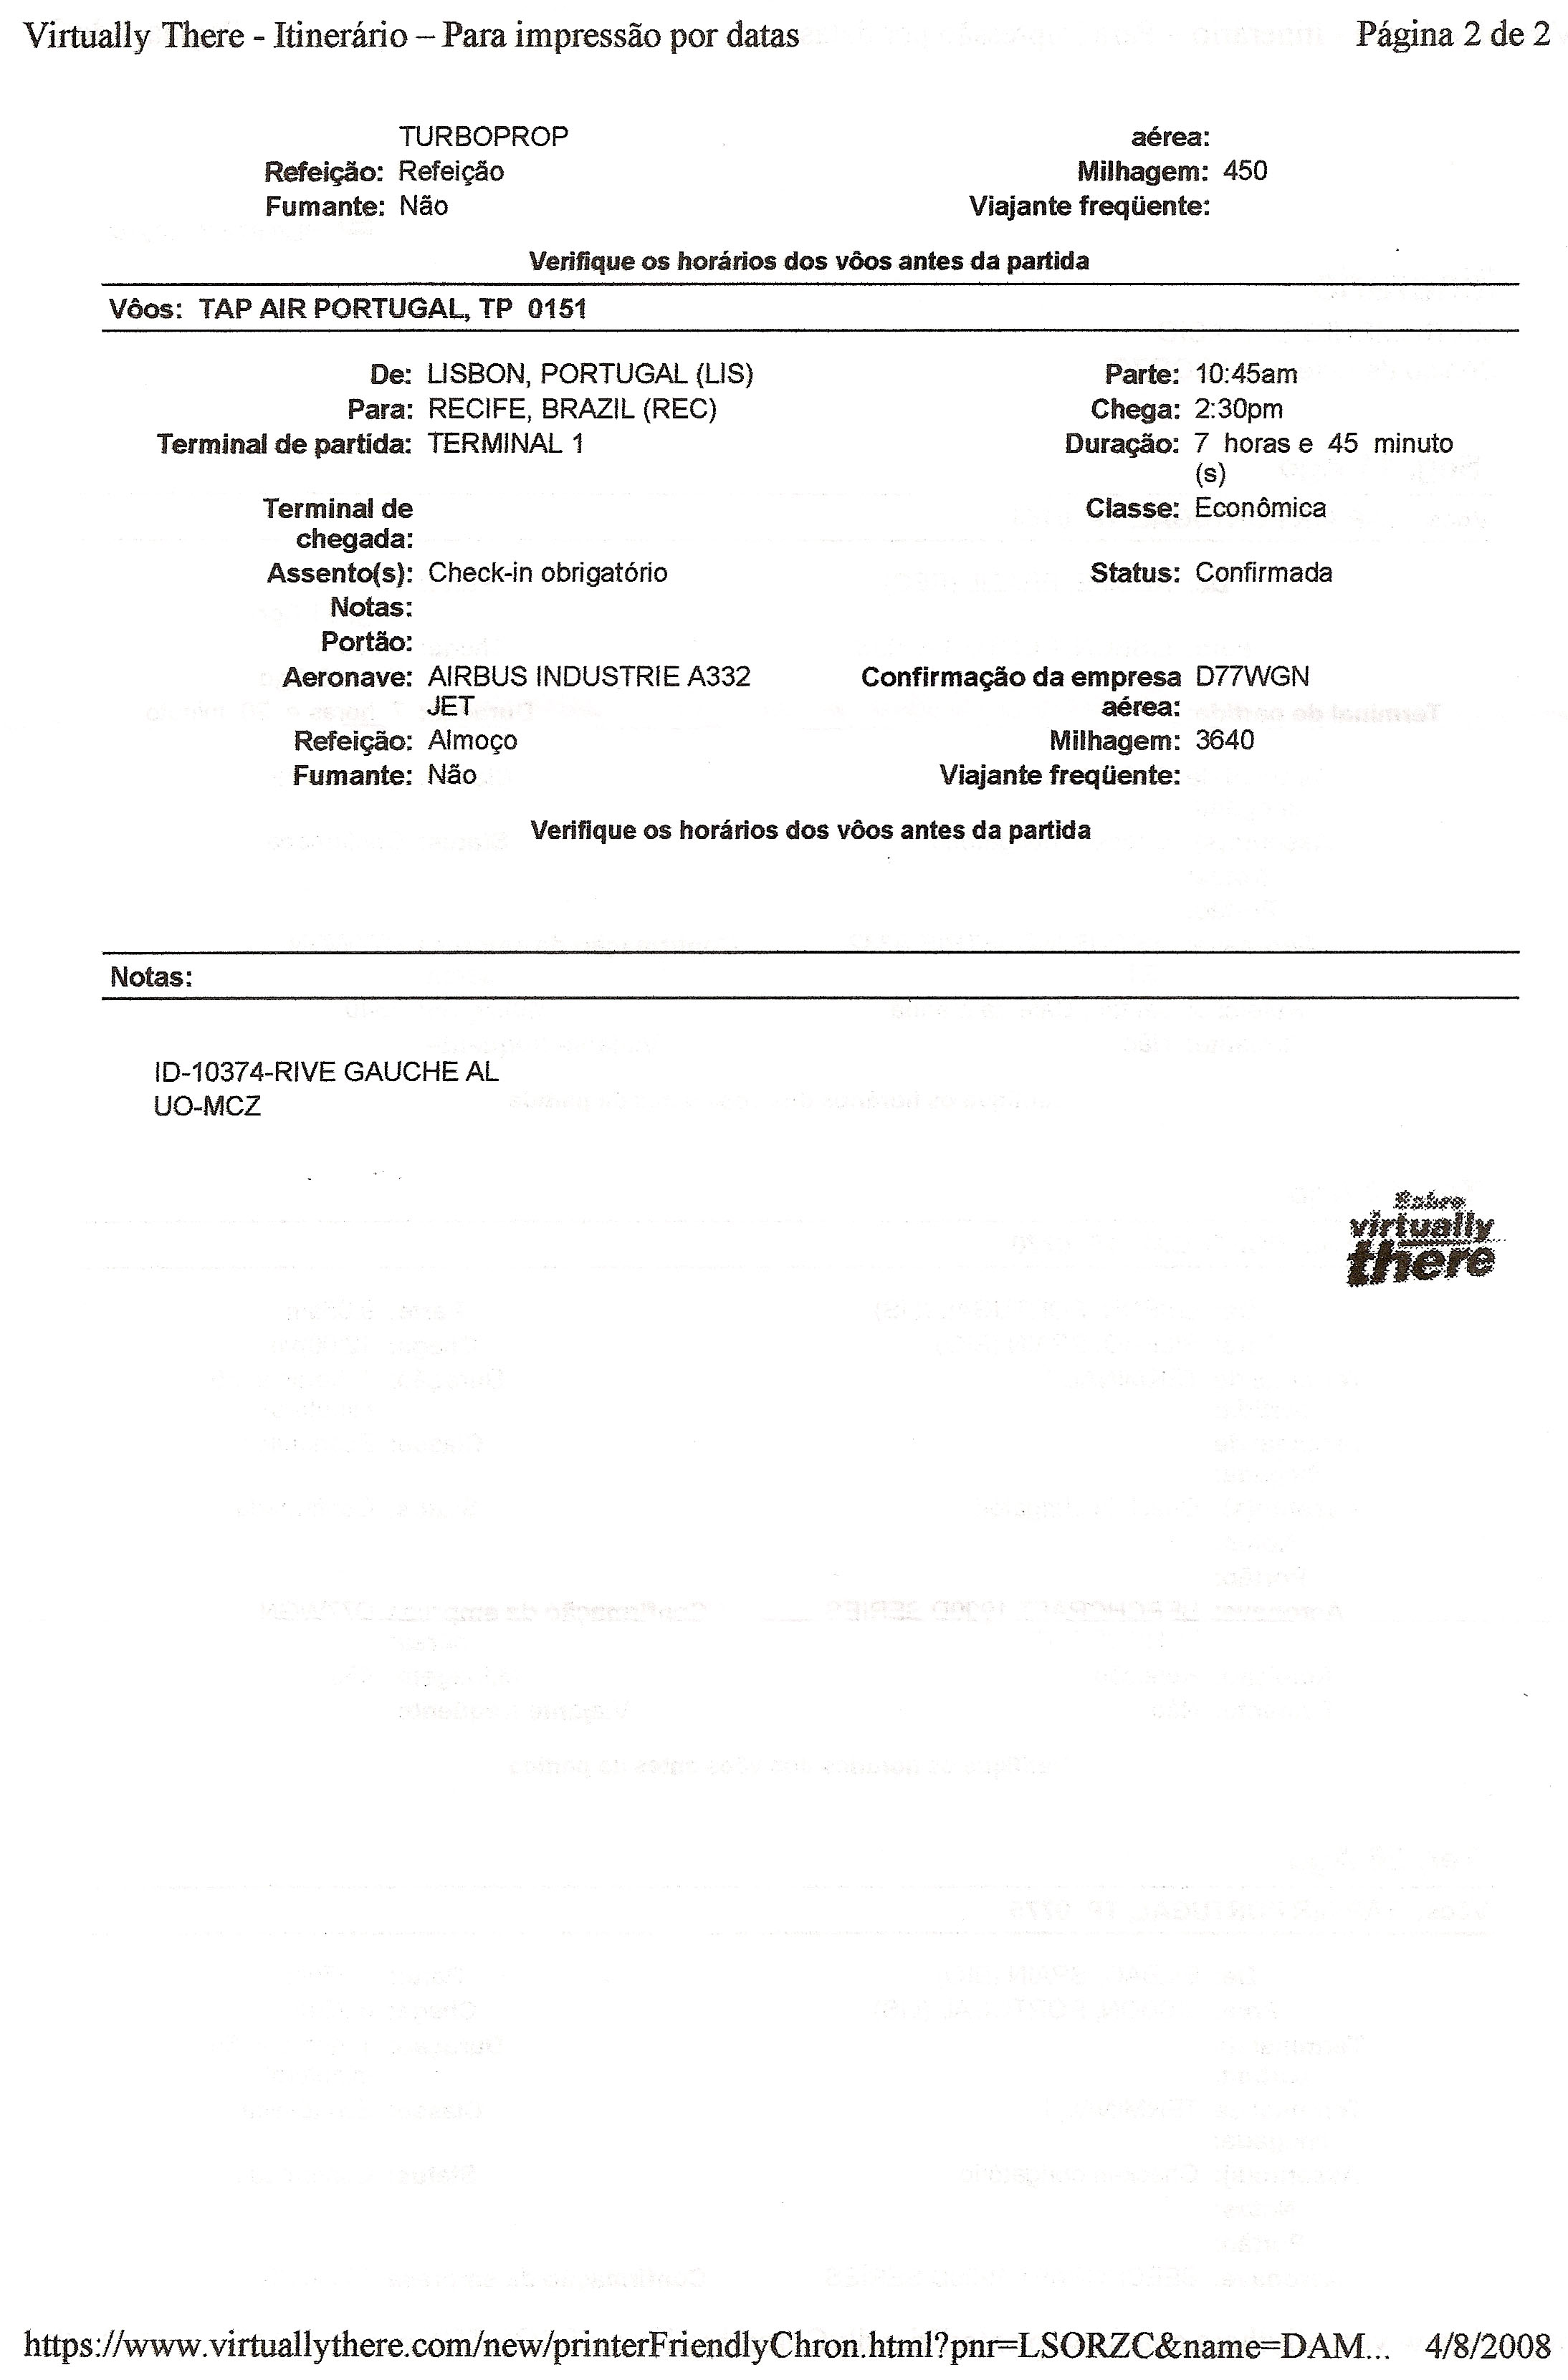 Virtually There - Itinerário – Para impressão por datas Página 2 de 2
TURBOPROP aérea:
Refeição: Refeição Milhagem: 450
Fumante: Não Viajante freqüente:
Verifique os horários dos vôos antes da partida
Vôos: TAP AIR PORTUGAL, TP 0151
De: LISBON, PORTUGAL (LIS) Parte: 10:45am
Para: RECIFE, BRAZIL (REC) Chega: 2:30pm
Terminal de partida: TERMINAL 1 Duração: 7 horas e 45 minuto
(s)
Terminal de Classe: Econômica
chegada:
Assento(s): Check-in obrigatório Status: Confirmada
Notas:
Portão:
Aeronave: AIRBUS INDUSTRIE A332 Confirmação da empresa D77WGN
JET aérea:
Refeição: Almoço Milhagem: 3640
Fumante: Não Viajante freqüente:
Verifique os horários dos vôos antes da partida
Notas:
ID-10374-RIVE GAUCHE AL
UO-MCZ
Sabre
virtually
there
https://www.virtuallythere.com/new/printerFriendlyChron.html?pnr=LSORZC&name=DAM... 4/8/2008